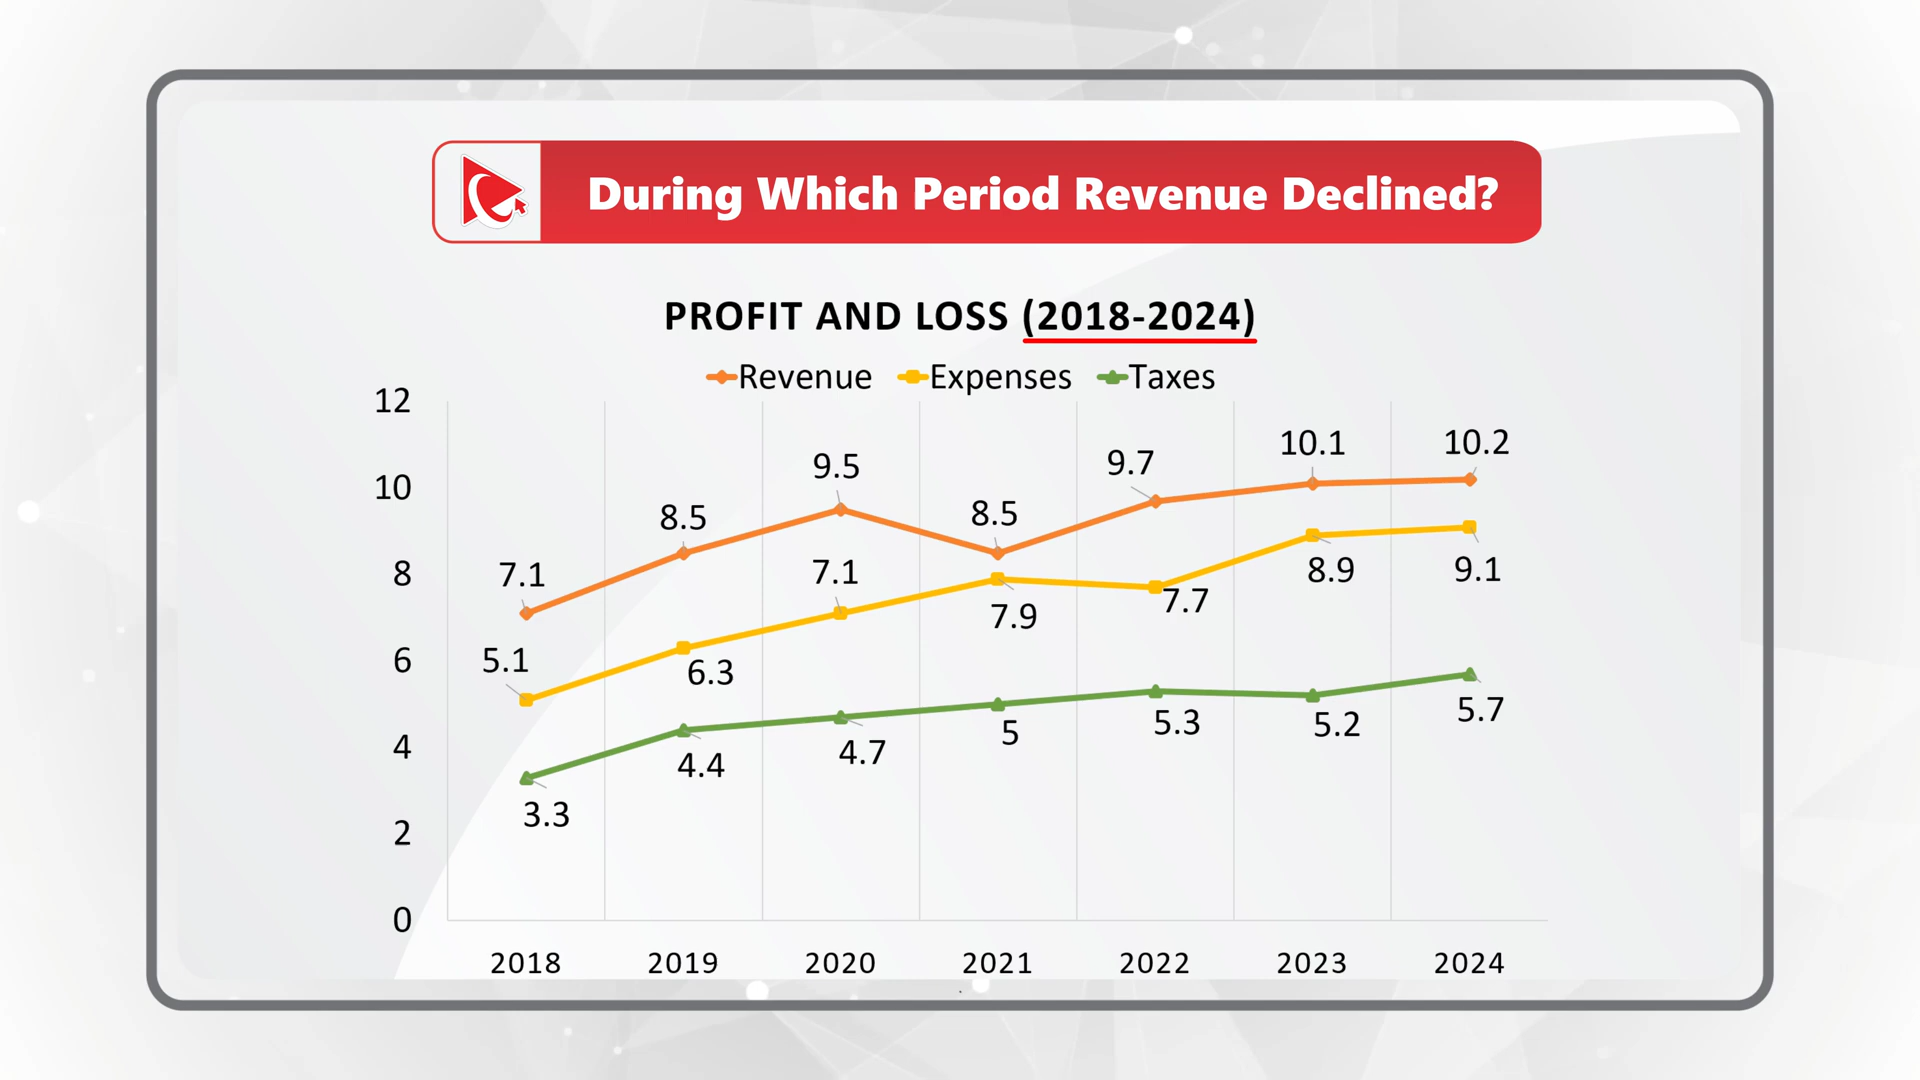 During Which Period Revenue Declined?
PROFIT AND LOSS (2018-2024)
Revenue Expenses Taxes
12
10
8
6
4
2
0
7.1 8.5 9.5 8.5 9.7 10.1 10.2
5.1 6.3 7.1 7.9 7.7 8.9 9.1
3.3 4.4 4.7 5 5.3 5.2 5.7
2018 2019 2020 2021 2022 2023 2024